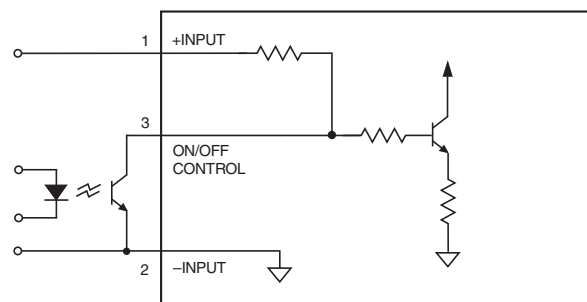 1 +INPUT
3
ON/OFF
CONTROL
2 –INPUT